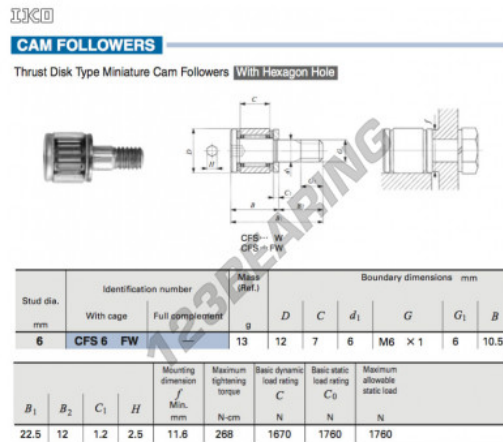 IKO
CAM FOLLOWERS
Thrust Disk Type Miniature Cam Followers With Hexagon Hole
C
D
H
B
CFS··· W
CFS··· FW
123BEARING
Stud dia.
mm
Identification number
With cage
Full complement
Mass
(Ref.)
g
Boundary dimensions mm
D C d1 G G1 B
6 CFS 6 FW — 13 12 7 6 M6 ×1 6 10.5
B1 B2 C1 H
Mounting
dimension
f
Min.
mm
Maximum
tightening
torque
N-cm
Basic dynamic
load rating
C
N
Basic static
load rating
C0
N
Maximum
allowable
static load
N
22.5 12 1.2 2.5 11.6 268 1670 1760 1760